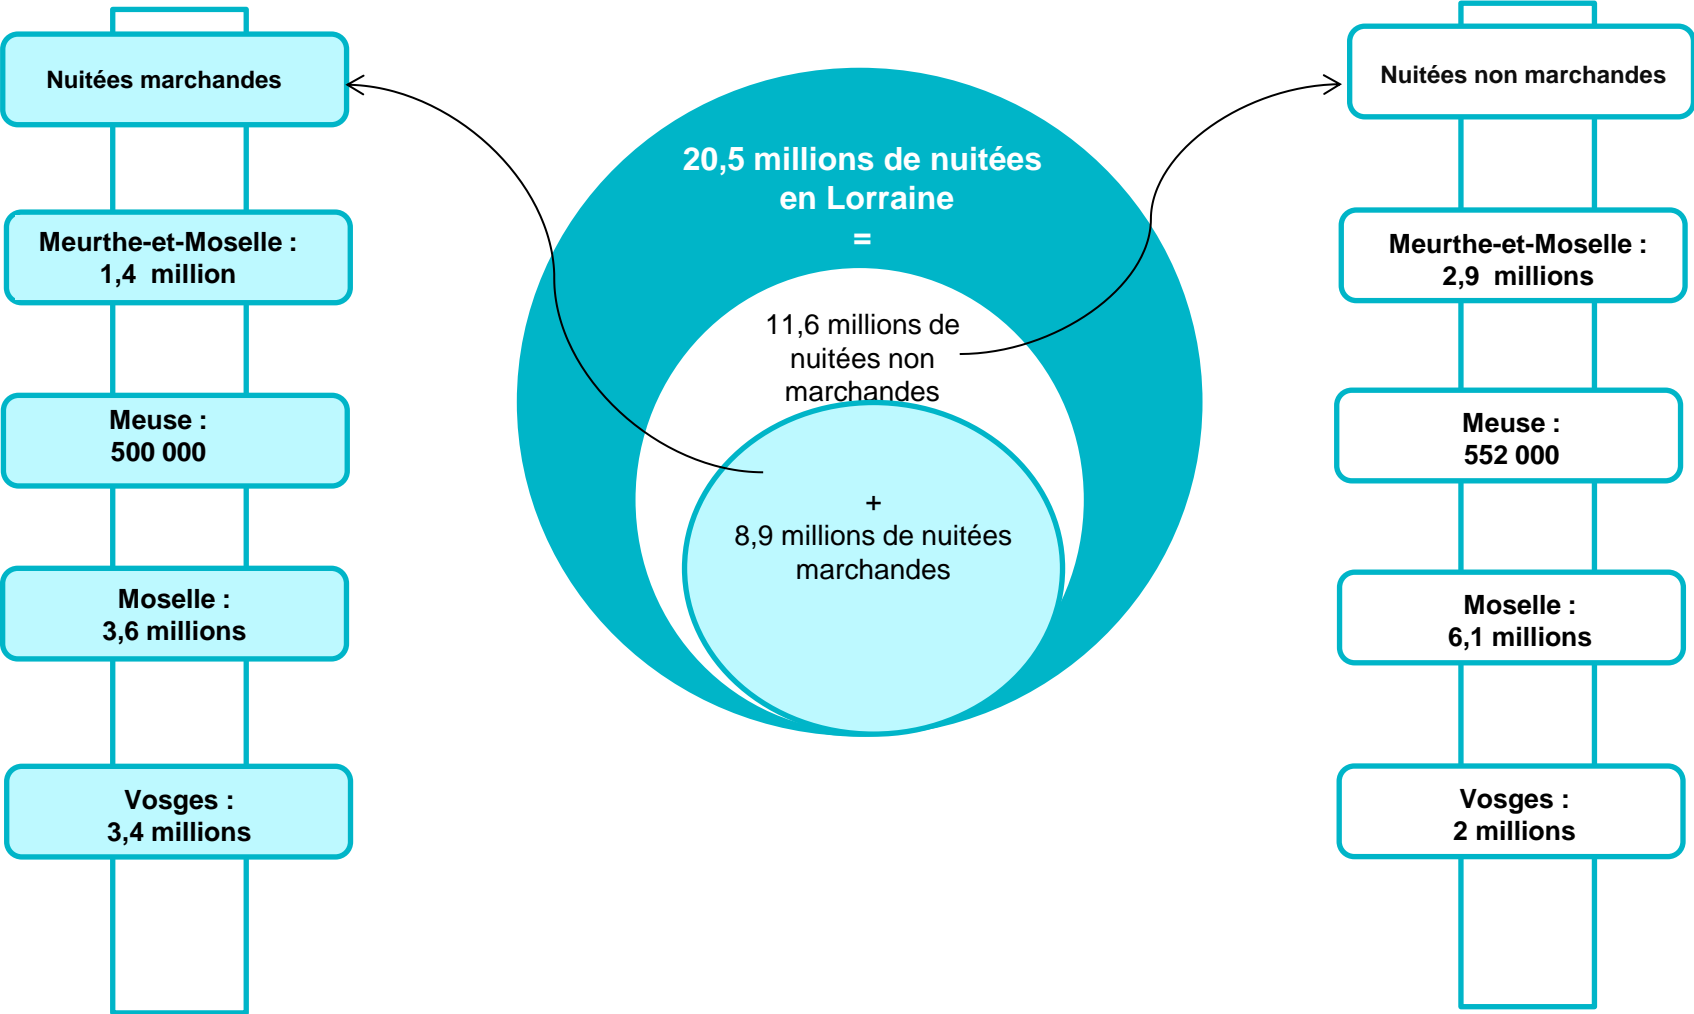 Nuitées marchandes
Meurthe-et-Moselle :
1,4 million
Meuse :
500 000
Moselle :
3,6 millions
Vosges :
3,4 millions
20,5 millions de nuitées
en Lorraine
=
11,6 millions de
nuitées non
marchandes
+
8,9 millions de nuitées
marchandes
Nuitées non marchandes
Meurthe-et-Moselle :
2,9 millions
Meuse :
552 000
Moselle :
6,1 millions
Vosges :
2 millions